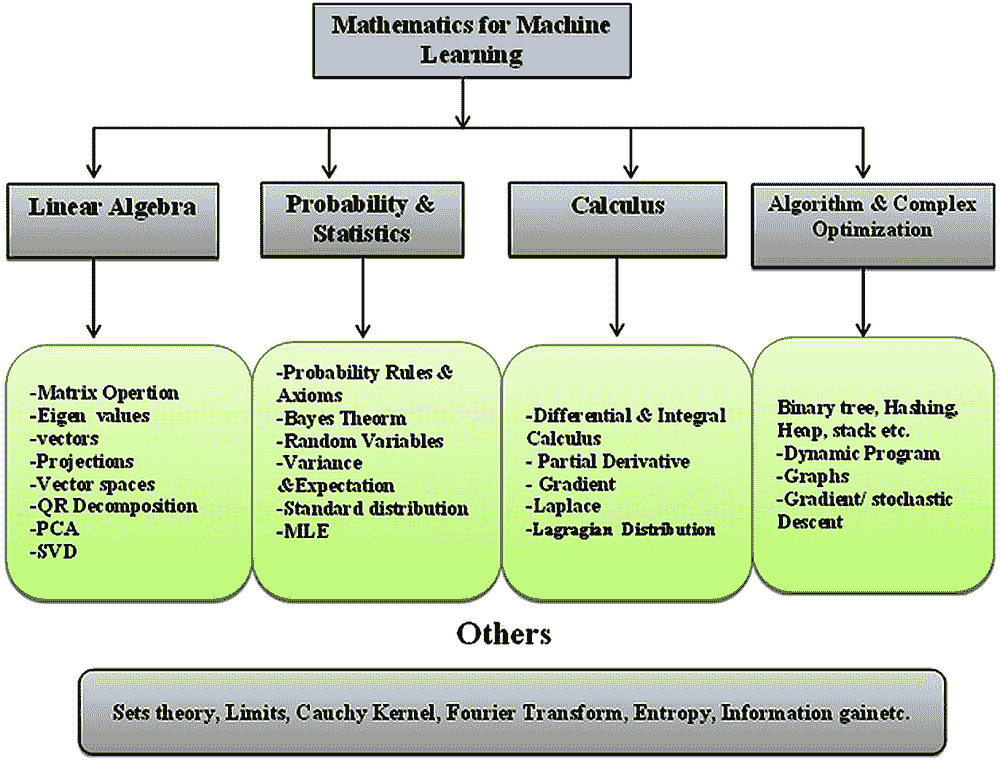 Mathematics for Machine
Learning
Linear Algebra
Probability &
Statistics
Calculus
Algorithm & Complex
Optimization
-Matrix Opertion
-Eigen values
-vectors
-Projections
-Vector spaces
-QR Decomposition
-PCA
-SVD
-Probability Rules &
Axioms
-Bayes Theorm
-Random Variables
-Variance
&Expectation
-Standard distribution
-MLE
-Differential & Integral
Calculus
- Partial Derivative
- Gradient
-Laplace
-Lagragian Distribution
Binary tree, Hashing,
Heap, stack etc.
-Dynamic Program
-Graphs
-Gradient/ stochastic
Descent
Others
Sets theory, Limits, Cauchy Kernel, Fourier Transform, Entropy, Information gainetc.